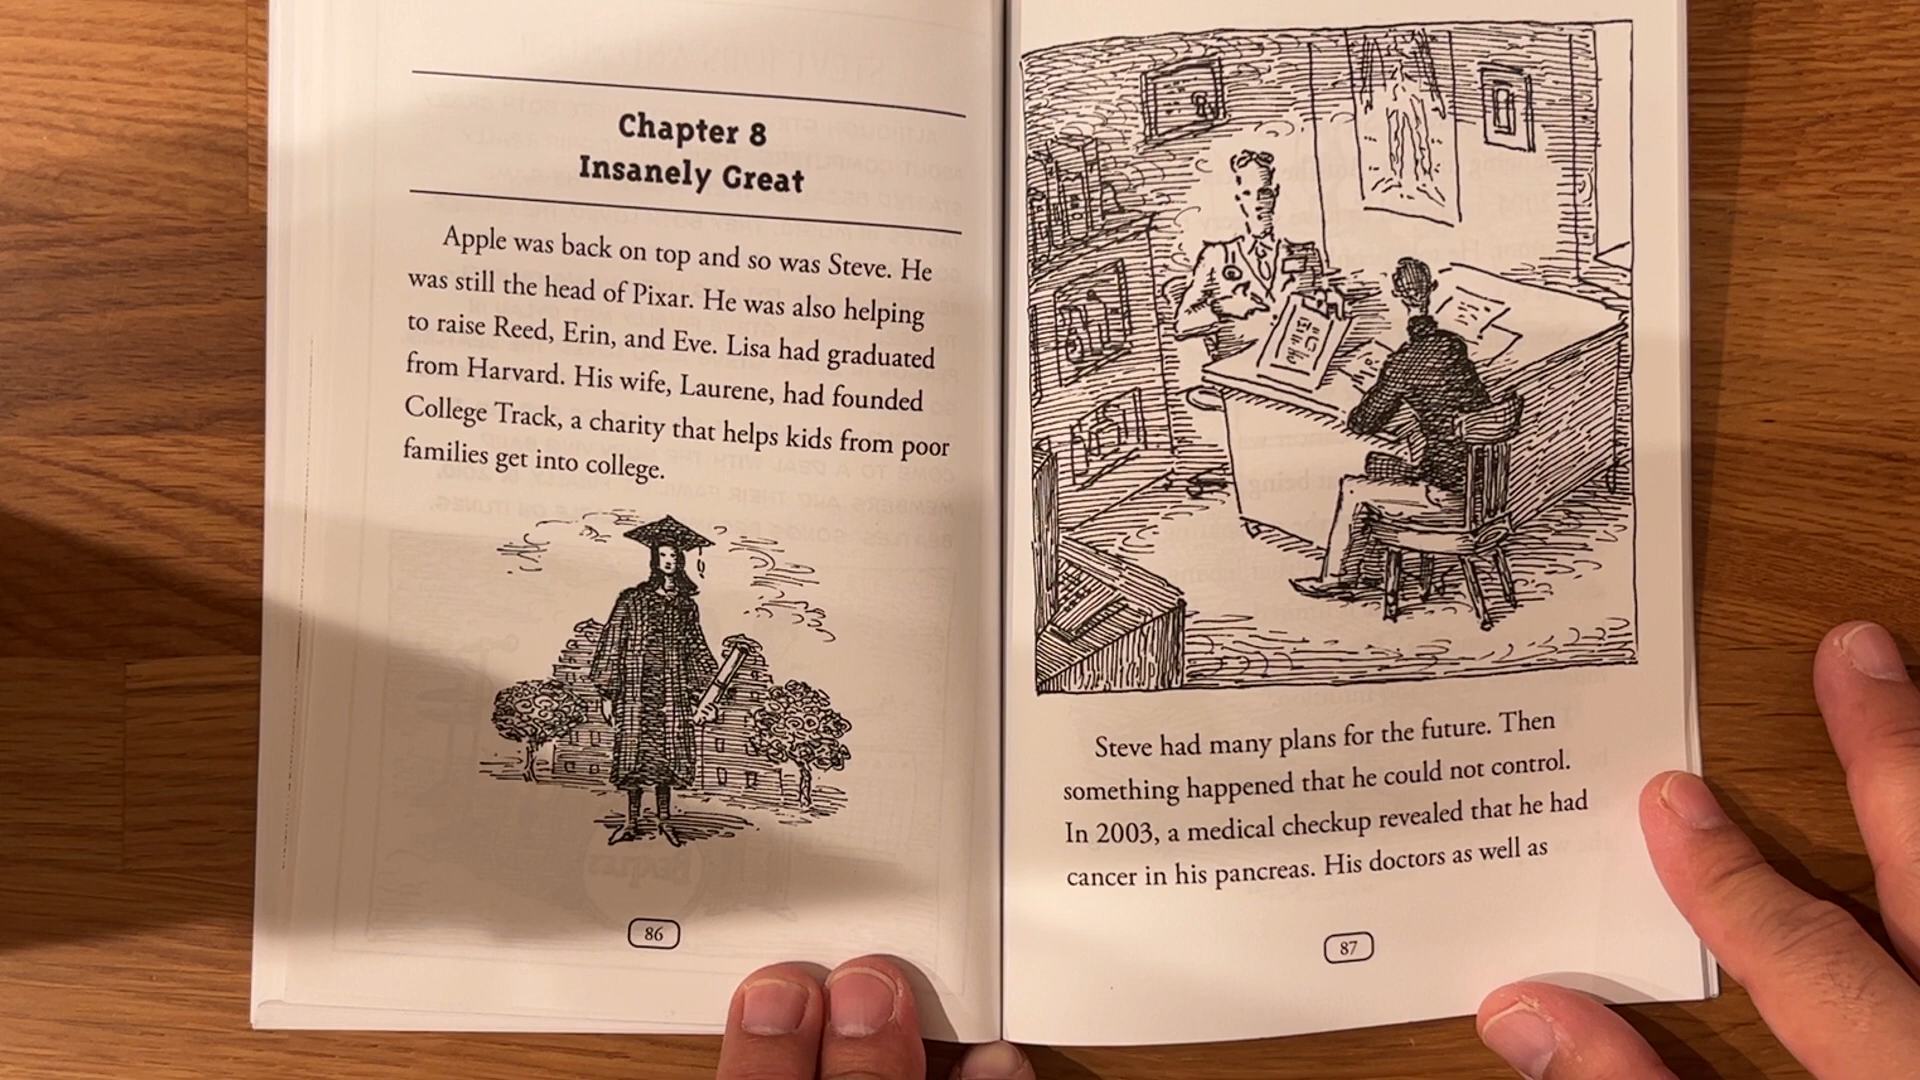 Chapter 8
Insanely Great
Apple was back on top and so was Steve. He
was still the head of Pixar. He was also helping
to raise Reed, Erin, and Eve. Lisa had graduated
from Harvard. His wife, Laurene, had founded
College Track, a charity that helps kids from poor
families get into college.
86
Steve had many plans for the future. Then
something happened that he could not control.
In 2003, a medical checkup revealed that he had
cancer in his pancreas. His doctors as well as
87